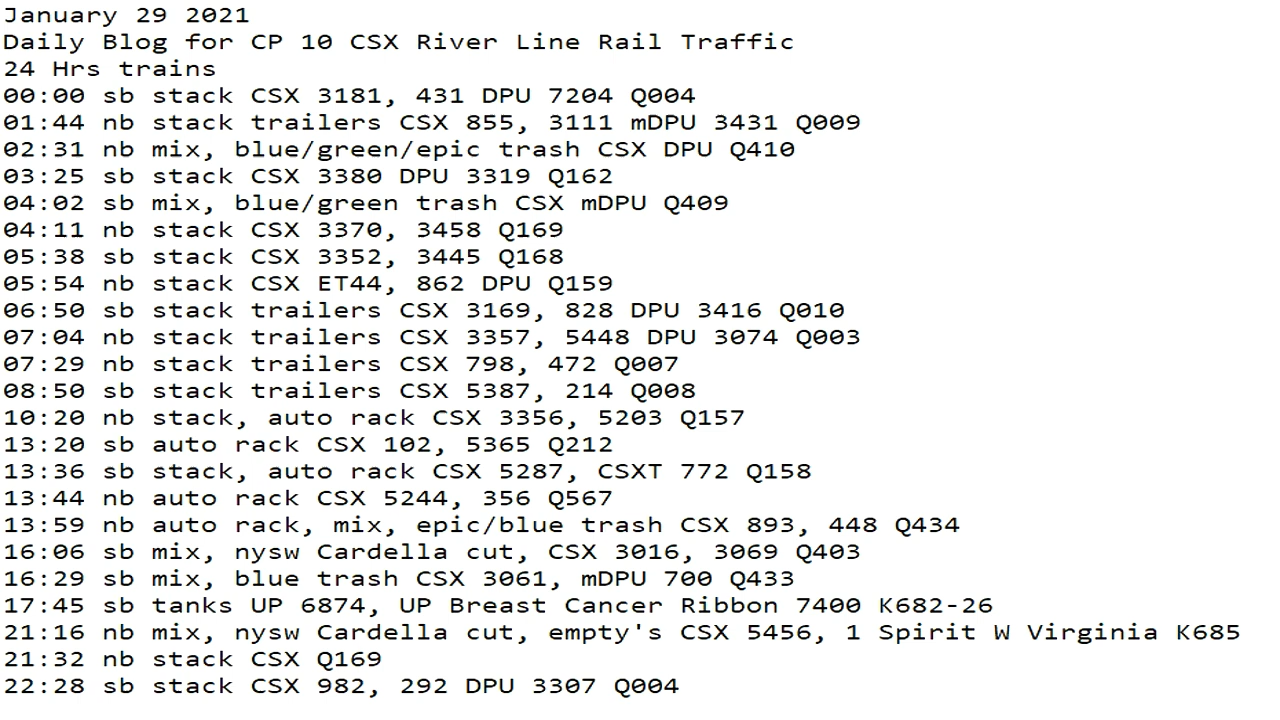 January 29 2021
Daily Blog for CP 10 CSX River Line Rail Traffic
24 Hrs trains
00:00 sb stack CSX 3181, 431 DPU 7204 Q004
01:44 nb stack trailers CSX 855, 3111 mDPU 3431 Q009
02:31 nb mix, blue/green/epic trash CSX DPU Q410
03:25 sb stack CSX 3380 DPU 3319 Q162
04:02 sb mix, blue/green trash CSX mDPU Q409
04:11 nb stack CSX 3370, 3458 Q169
05:38 sb stack CSX 3352, 3445 Q168
05:54 nb stack CSX ET44, 862 DPU Q159
06:50 sb stack trailers CSX 3169, 828 DPU 3416 Q010
07:04 nb stack trailers CSX 3357, 5448 DPU 3074 Q003
07:29 nb stack trailers CSX 798, 472 Q007
08:50 sb stack trailers CSX 5387, 214 Q008
10:20 nb stack, auto rack CSX 3356, 5203 Q157
13:20 sb auto rack CSX 102, 5365 Q212
13:36 sb stack, auto rack CSX 5287, CSXT 772 Q158
13:44 nb auto rack CSX 5244, 356 Q567
13:59 nb auto rack, mix, epic/blue trash CSX 893, 448 Q434
16:06 sb mix, nysw Cardella cut, CSX 3016, 3069 Q403
16:29 sb mix, blue trash CSX 3061, mDPU 700 Q433
17:45 sb tanks UP 6874, UP Breast Cancer Ribbon 7400 K682-26
21:16 nb mix, nysw Cardella cut, empty's CSX 5456, 1 Spirit W Virginia K685
21:32 nb stack CSX Q169
22:28 sb stack CSX 982, 292 DPU 3307 Q004